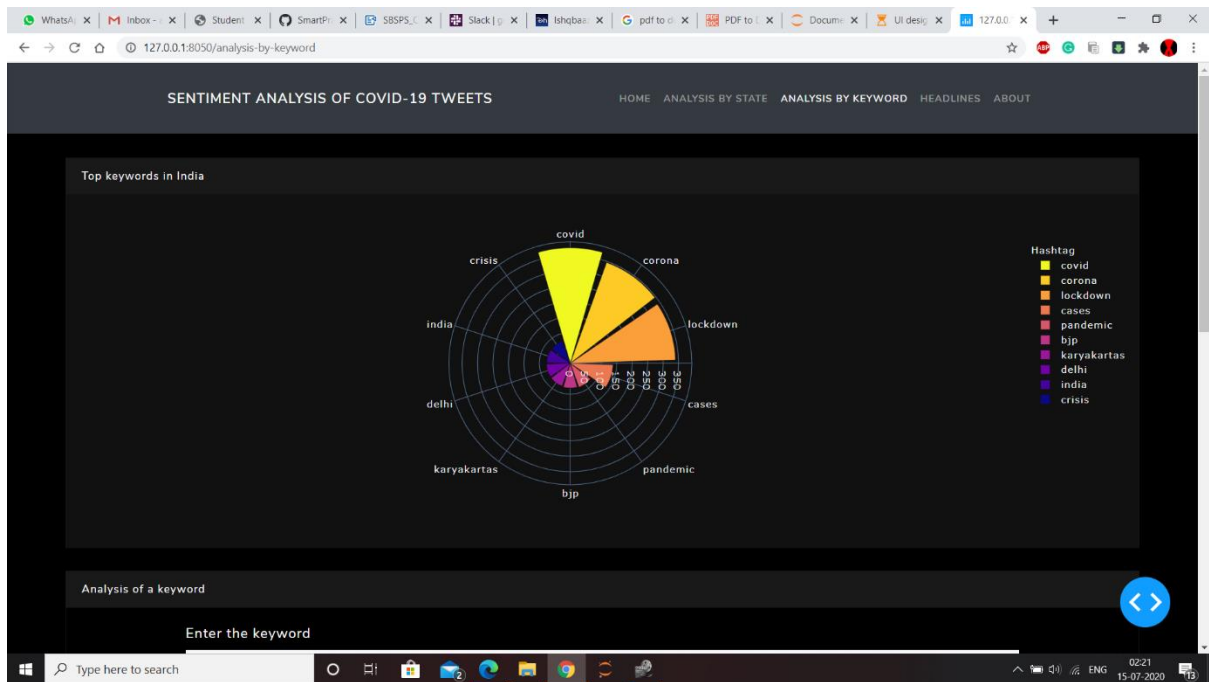 WhatsA
Inbox -
Student
SmartPr
SBSPS_C
Slack | g
Ishqbaa
pdf to d
PDF to
Docume
UI desig
127.0.0.
127.0.0.1:8050/analysis-by-keyword
ABP
SENTIMENT ANALYSIS OF COVID-19 TWEETS
HOME ANALYSIS BY STATE ANALYSIS BY KEYWORD HEADLINES ABOUT
Top keywords in India
covid
corona
lockdown
cases
pandemic
bjp
karyakartas
delhi
india
crisis
0
50
100
150
200
250
300
350
Hashtag
covid
corona
lockdown
cases
pandemic
bjp
karyakartas
delhi
india
crisis
Analysis of a keyword
Enter the keyword
Type here to search
2
ENG
02:21
15-07-2020
13